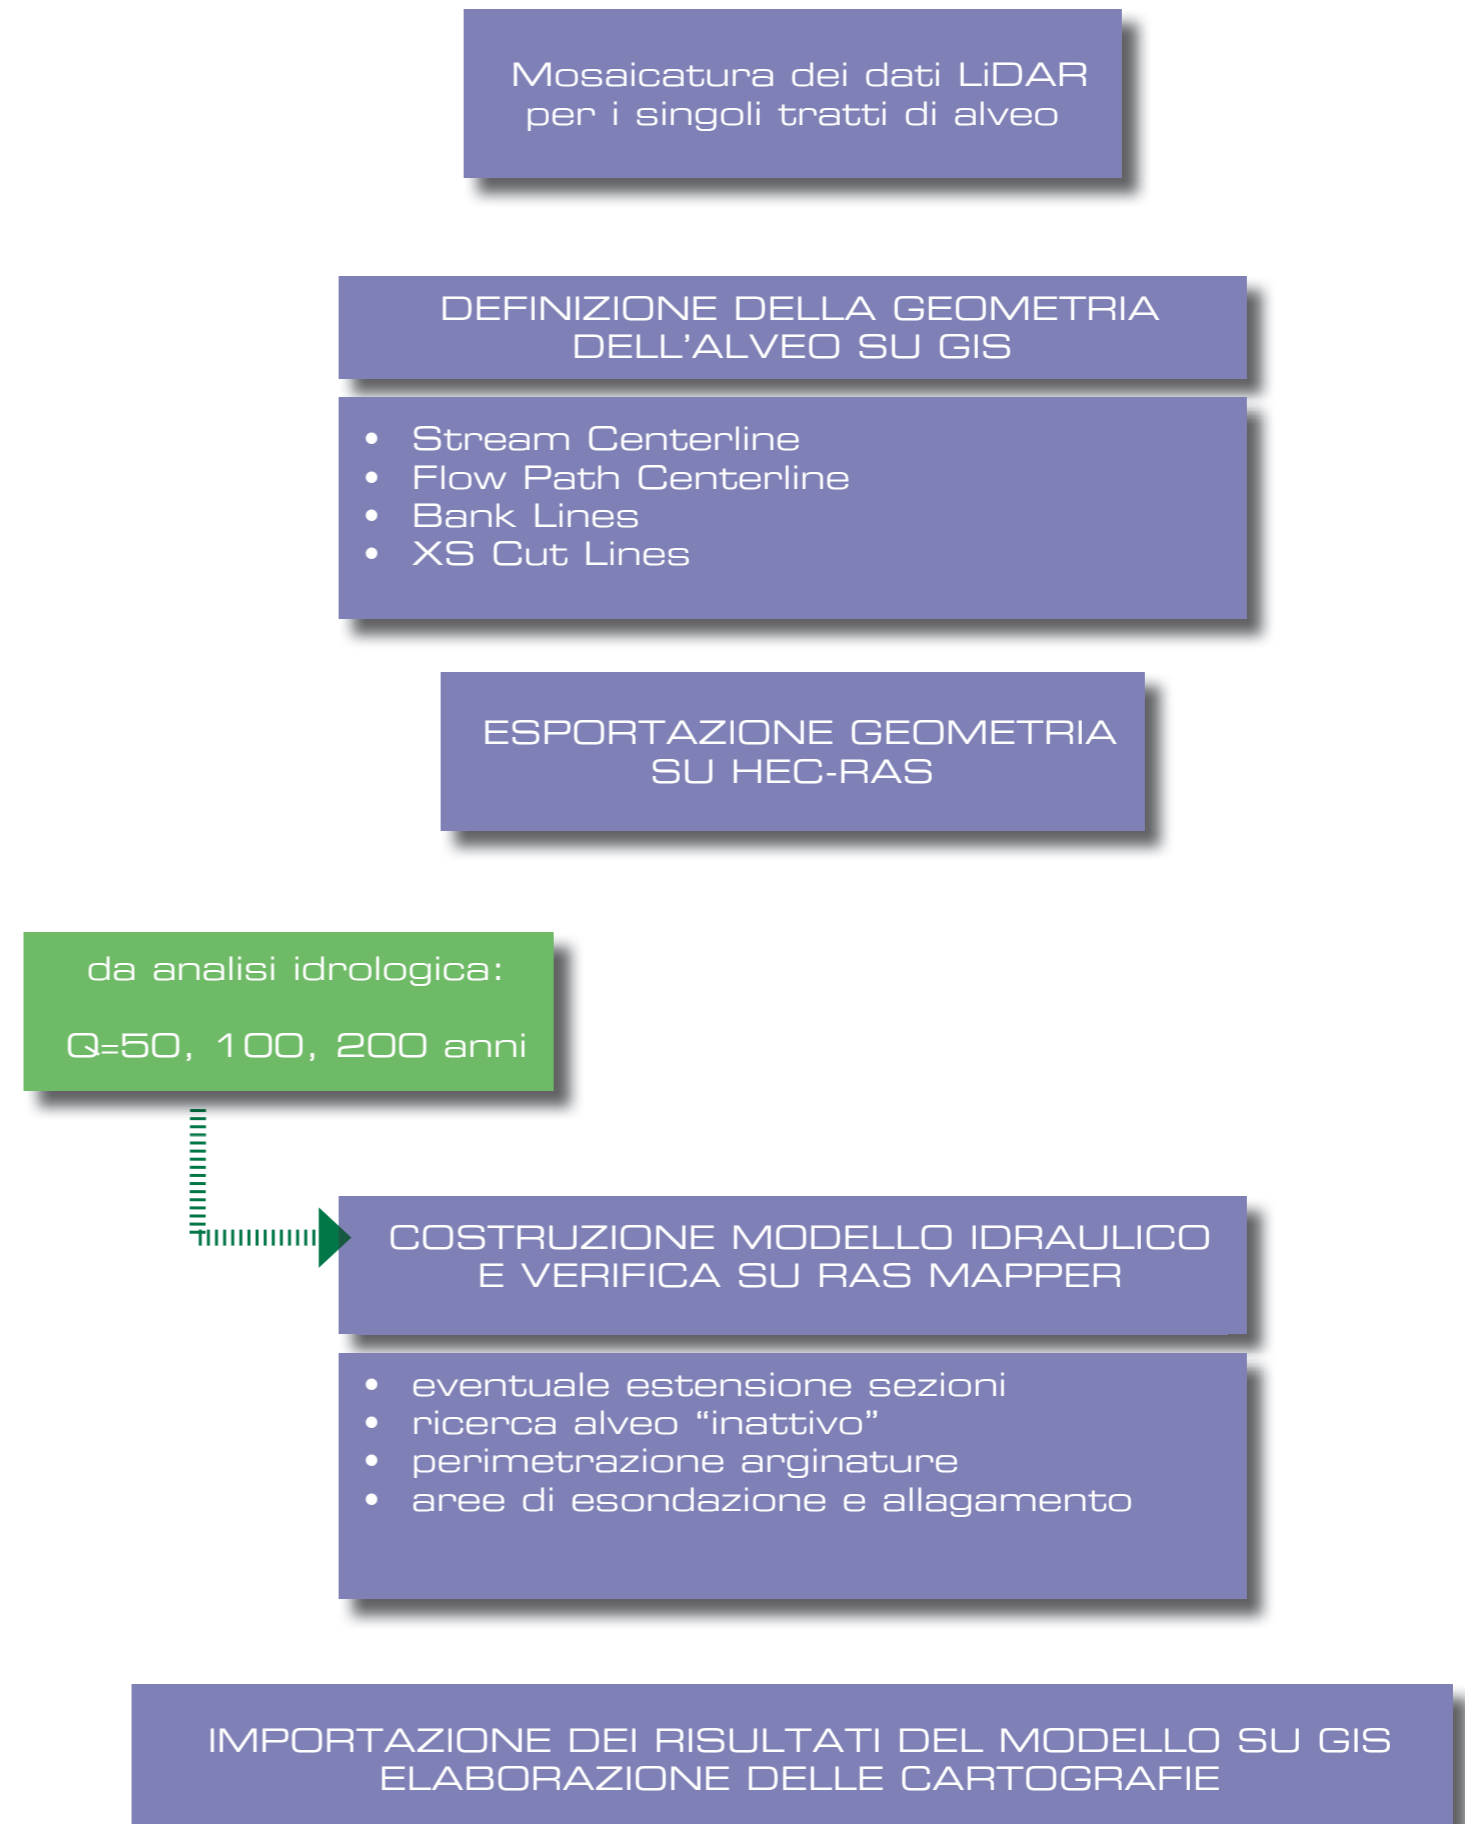 Mosaicatura dei dati LiDAR
per i singoli tratti di alveo
DEFINIZIONE DELLA GEOMETRIA
DELL'ALVEO SU GIS
• Stream Centerline
• Flow Path Centerline
• Bank Lines
• XS Cut Lines
ESPORTAZIONE GEOMETRIA
SU HEC-RAS
da analisi idrologica:
Q=50, 100, 200 anni
COSTRUZIONE MODELLO IDRAULICO
E VERIFICA SU RAS MAPPER
• eventuale estensione sezioni
• ricerca alveo “inattivo”
• perimetrazione arginature
• aree di esondazione e allagamento
IMPORTAZIONE DEI RISULTATI DEL MODELLO SU GIS
ELABORAZIONE DELLE CARTOGRAFIE